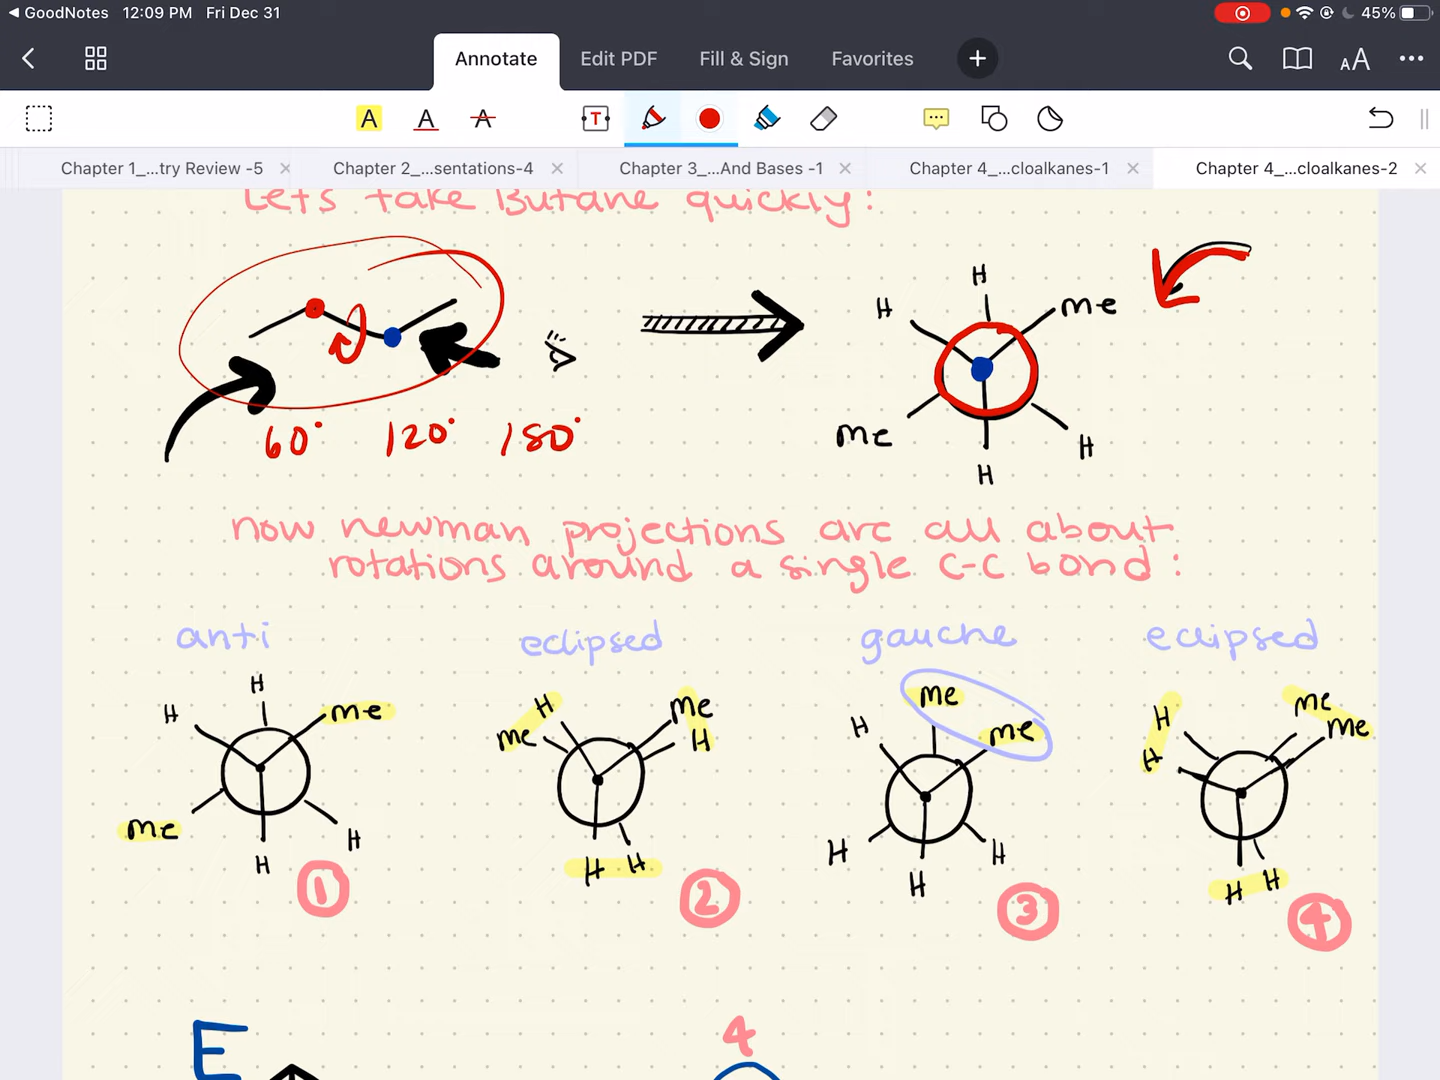 GoodNotes 12:09 PM Fri Dec 31 45%
Annotate Edit PDF Fill & Sign Favorites
A A A T AA
Chapter 1_...try Review -5 Chapter 2_...sentations-4 Chapter 3_...And Bases -1 Chapter 4_...cloalkanes-1 Chapter 4_...cloalkanes-2
Lets take Butane quickly:
H
H me
me H
H
60° 120° 180°
now newman projections are all about
rotations around a single C-C bond:
anti eclipsed gauche eclipsed
H
H me
me H
H
1
H Me
Me H
H H
2
Me
H me
H H
H
3
H me
H Me
H H
4
E 4